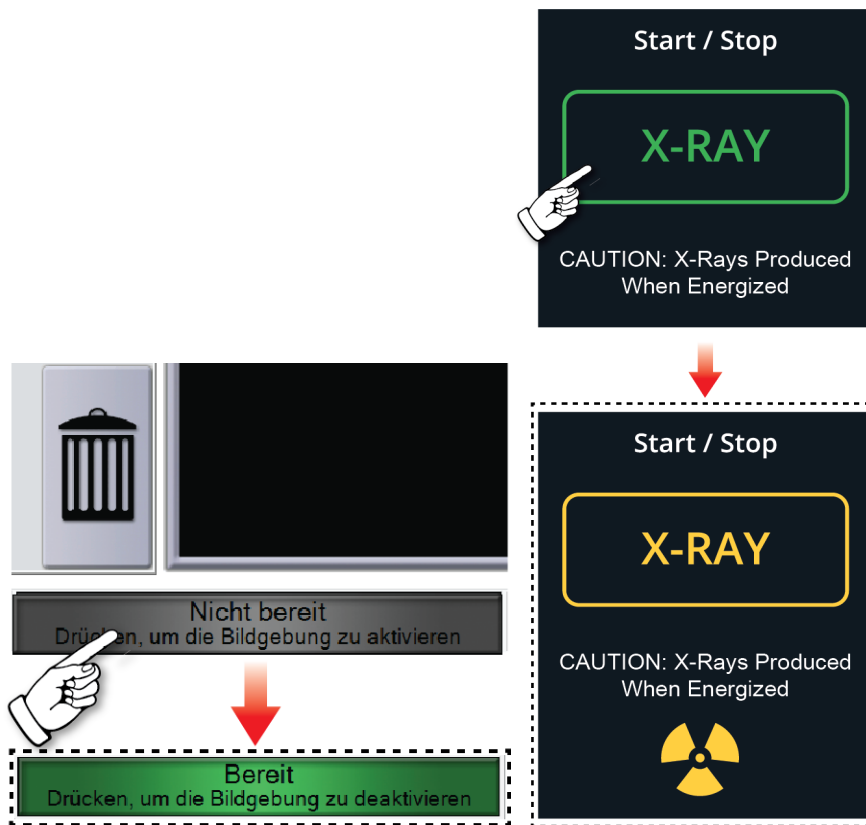 Start / Stop
X-RAY
CAUTION: X-Rays Produced
When Energized
Start / Stop
X-RAY
CAUTION: X-Rays Produced
When Energized
Nicht bereit
Drücken, um die Bildgebung zu aktivieren
Bereit
Drücken, um die Bildgebung zu deaktivieren